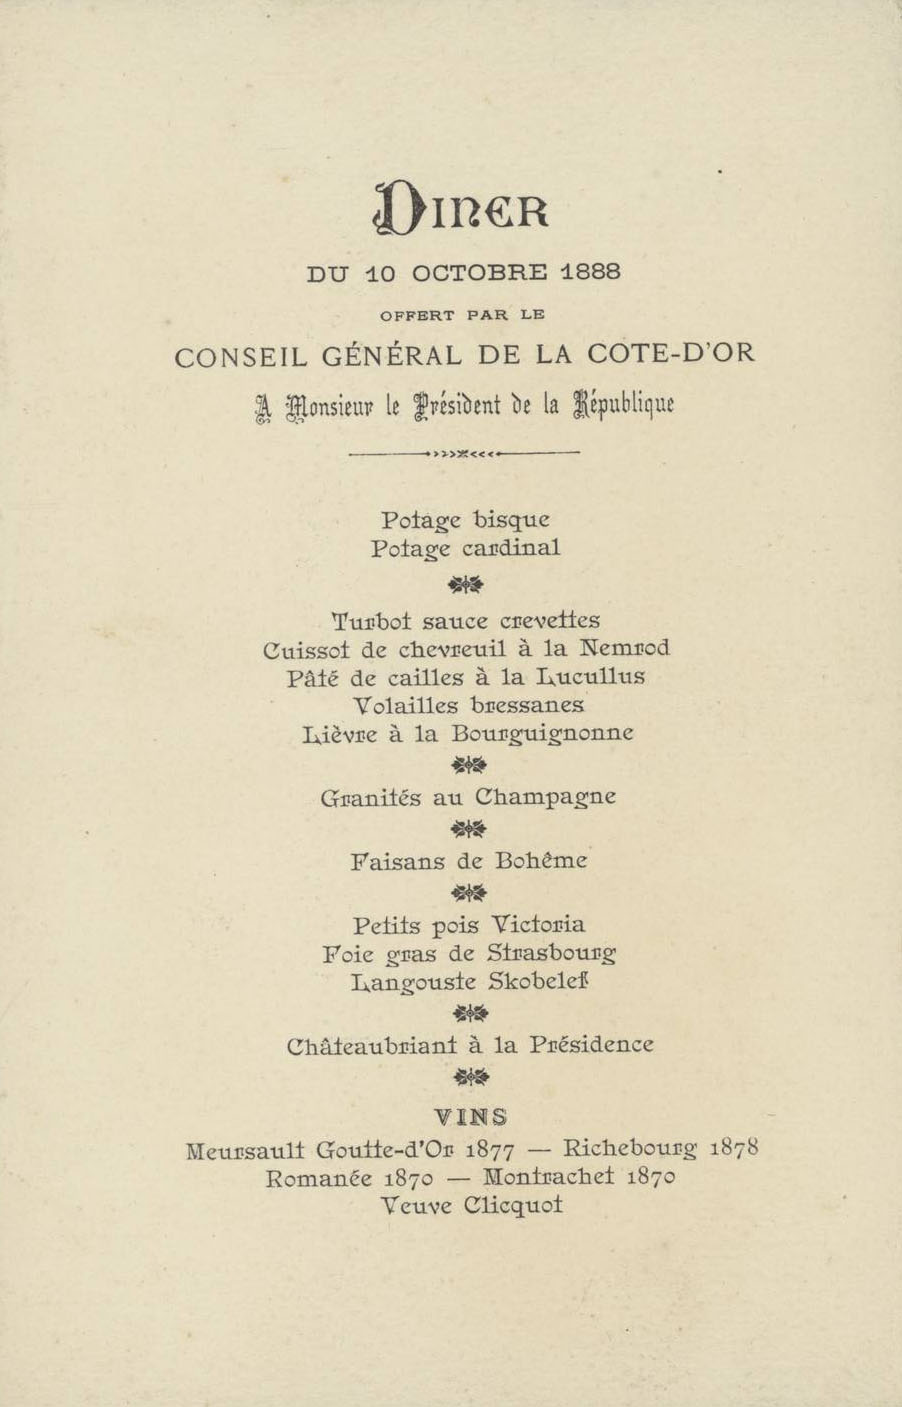 DINER
DU 10 OCTOBRE 1888
OFFERT PAR LE
CONSEIL GÉNÉRAL DE LA COTE-D'OR
A Monsieur le Président de la République
Potage bisque
Potage cardinal
Turbot sauce crevettes
Cuissot de chevreuil à la Nemrod
Pâté de cailles à la Lucullus
Volailles bressanes
Lièvre à la Bourguignonne
Granités au Champagne
Faisans de Bohême
Petits pois Victoria
Foie gras de Strasbourg
Langouste Skobeleff
Châteaubriant à la Présidence
VINS
Meursault Goutte-d'Or 1877 — Richebourg 1878
Romanée 1870 — Montrachet 1870
Veuve Clicquot